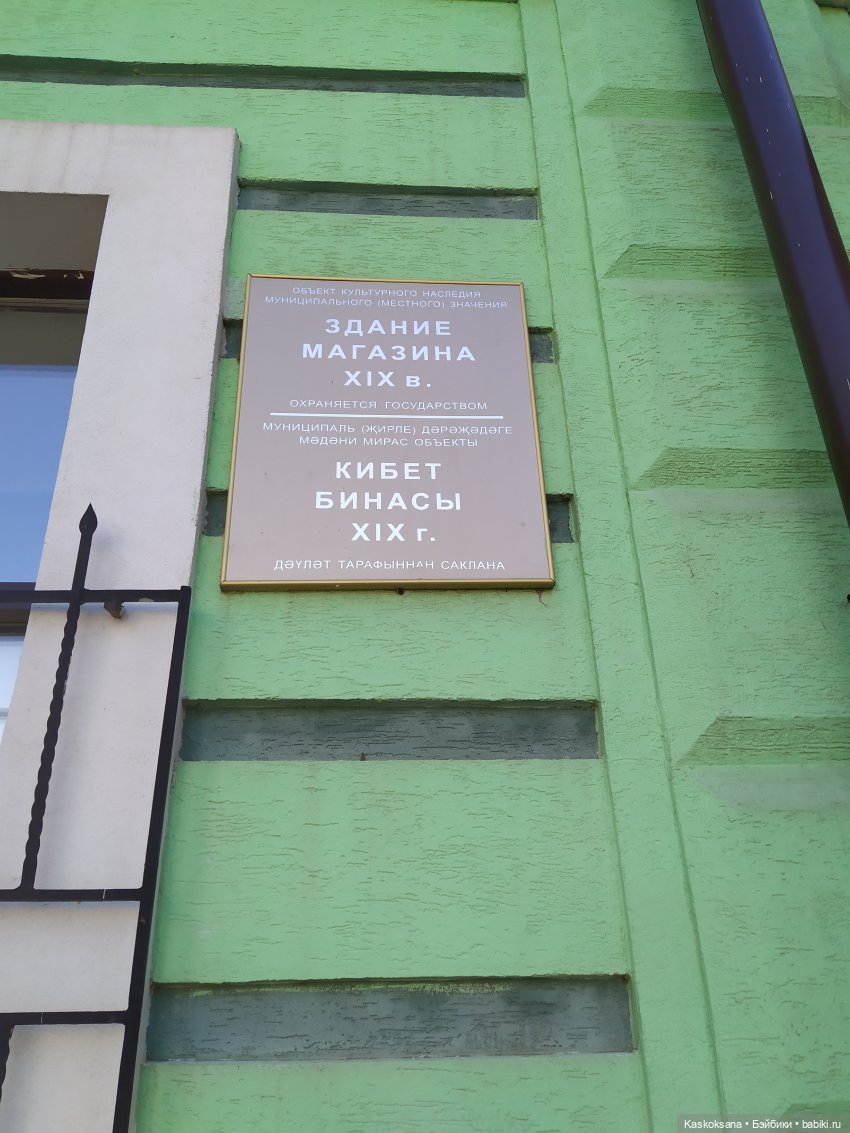 ОБЪЕКТ КУЛЬТУРНОГО НАСЛЕДИЯ
МУНИЦИПАЛЬНОГО (МЕСТНОГО) ЗНАЧЕНИЯ
ЗДАНИЕ
МАГАЗИНА
XIX в.
ОХРАНЯЕТСЯ ГОСУДАРСТВОМ
МУНИЦИПАЛЬ (ҖИРЛЕ) ДӘРӘҖӘДӘГЕ
МӘДӘНИ МИРАС ОБЪЕКТЫ
КИБЕТ
БИНАСЫ
XIX г.
ДӘҮЛӘТ ТАРАФЫННАН САКЛАНА
Kaskoksana • Бэйбики • babiki.ru